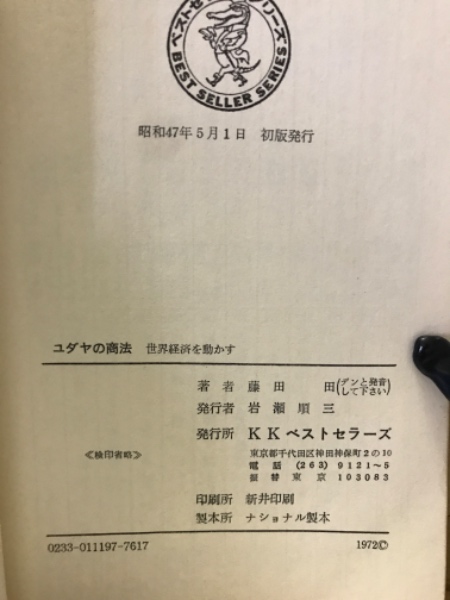 ベストセ リーズ
BEST SELLER SERIES
昭和47年5月1日 初版発行
ユダヤの商法 世界経済を動かす
著者 藤田 田(デンと発音して下さい)
発行者 岩瀬順三
発行所 KKベストセラーズ
≪検印省略≫ 東京都千代田区神田神保町2の10
電話 (263) 9121〜5
振替東京 103083
印刷所 新井印刷
製本所 ナショナル製本
0233-011197-7617 1972©